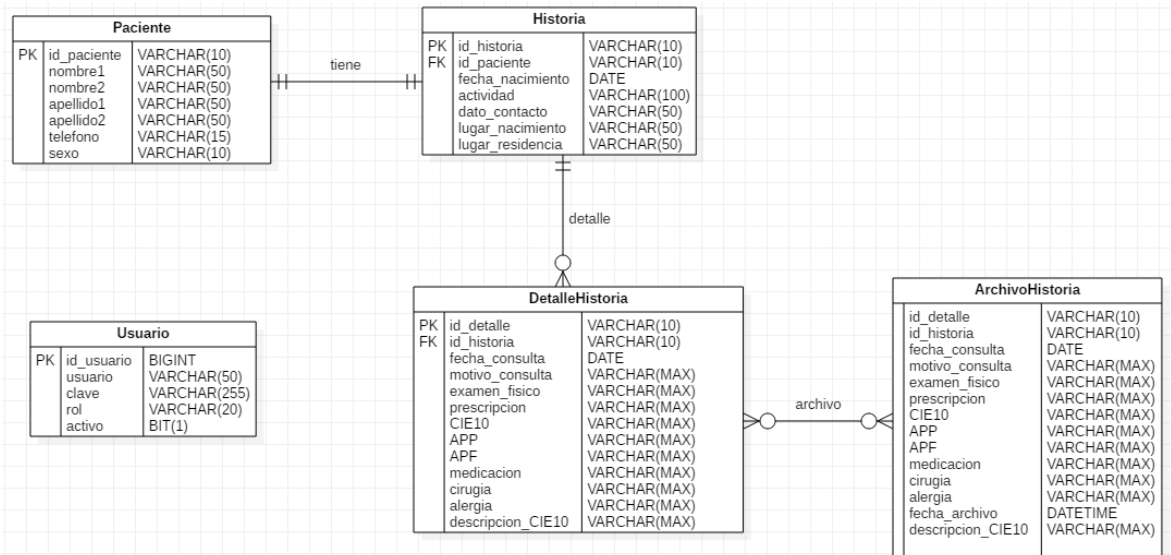 Paciente
PK id_paciente VARCHAR(10)
nombre1 VARCHAR(50)
nombre2 VARCHAR(50)
apellido1 VARCHAR(50)
apellido2 VARCHAR(50)
telefono VARCHAR(15)
sexo VARCHAR(10)
tiene
Historia
PK id_historia VARCHAR(10)
FK id_paciente VARCHAR(10)
fecha_nacimiento DATE
actividad VARCHAR(100)
dato_contacto VARCHAR(50)
lugar_nacimiento VARCHAR(50)
lugar_residencia VARCHAR(50)
detalle
Usuario
PK id_usuario BIGINT
usuario VARCHAR(50)
clave VARCHAR(255)
rol VARCHAR(20)
activo BIT(1)
DetalleHistoria
PK id_detalle VARCHAR(10)
FK id_historia VARCHAR(10)
fecha_consulta DATE
motivo_consulta VARCHAR(MAX)
examen_fisico VARCHAR(MAX)
prescripcion VARCHAR(MAX)
CIE10 VARCHAR(MAX)
APP VARCHAR(MAX)
APF VARCHAR(MAX)
medicacion VARCHAR(MAX)
cirugia VARCHAR(MAX)
alergia VARCHAR(MAX)
descripcion_CIE10 VARCHAR(MAX)
archivo
ArchivoHistoria
id_detalle VARCHAR(10)
id_historia VARCHAR(10)
fecha_consulta DATE
motivo_consulta VARCHAR(MAX)
examen_fisico VARCHAR(MAX)
prescripcion VARCHAR(MAX)
CIE10 VARCHAR(MAX)
APP VARCHAR(MAX)
APF VARCHAR(MAX)
medicacion VARCHAR(MAX)
cirugia VARCHAR(MAX)
alergia VARCHAR(MAX)
fecha_archivo DATETIME
descripcion_CIE10 VARCHAR(MAX)